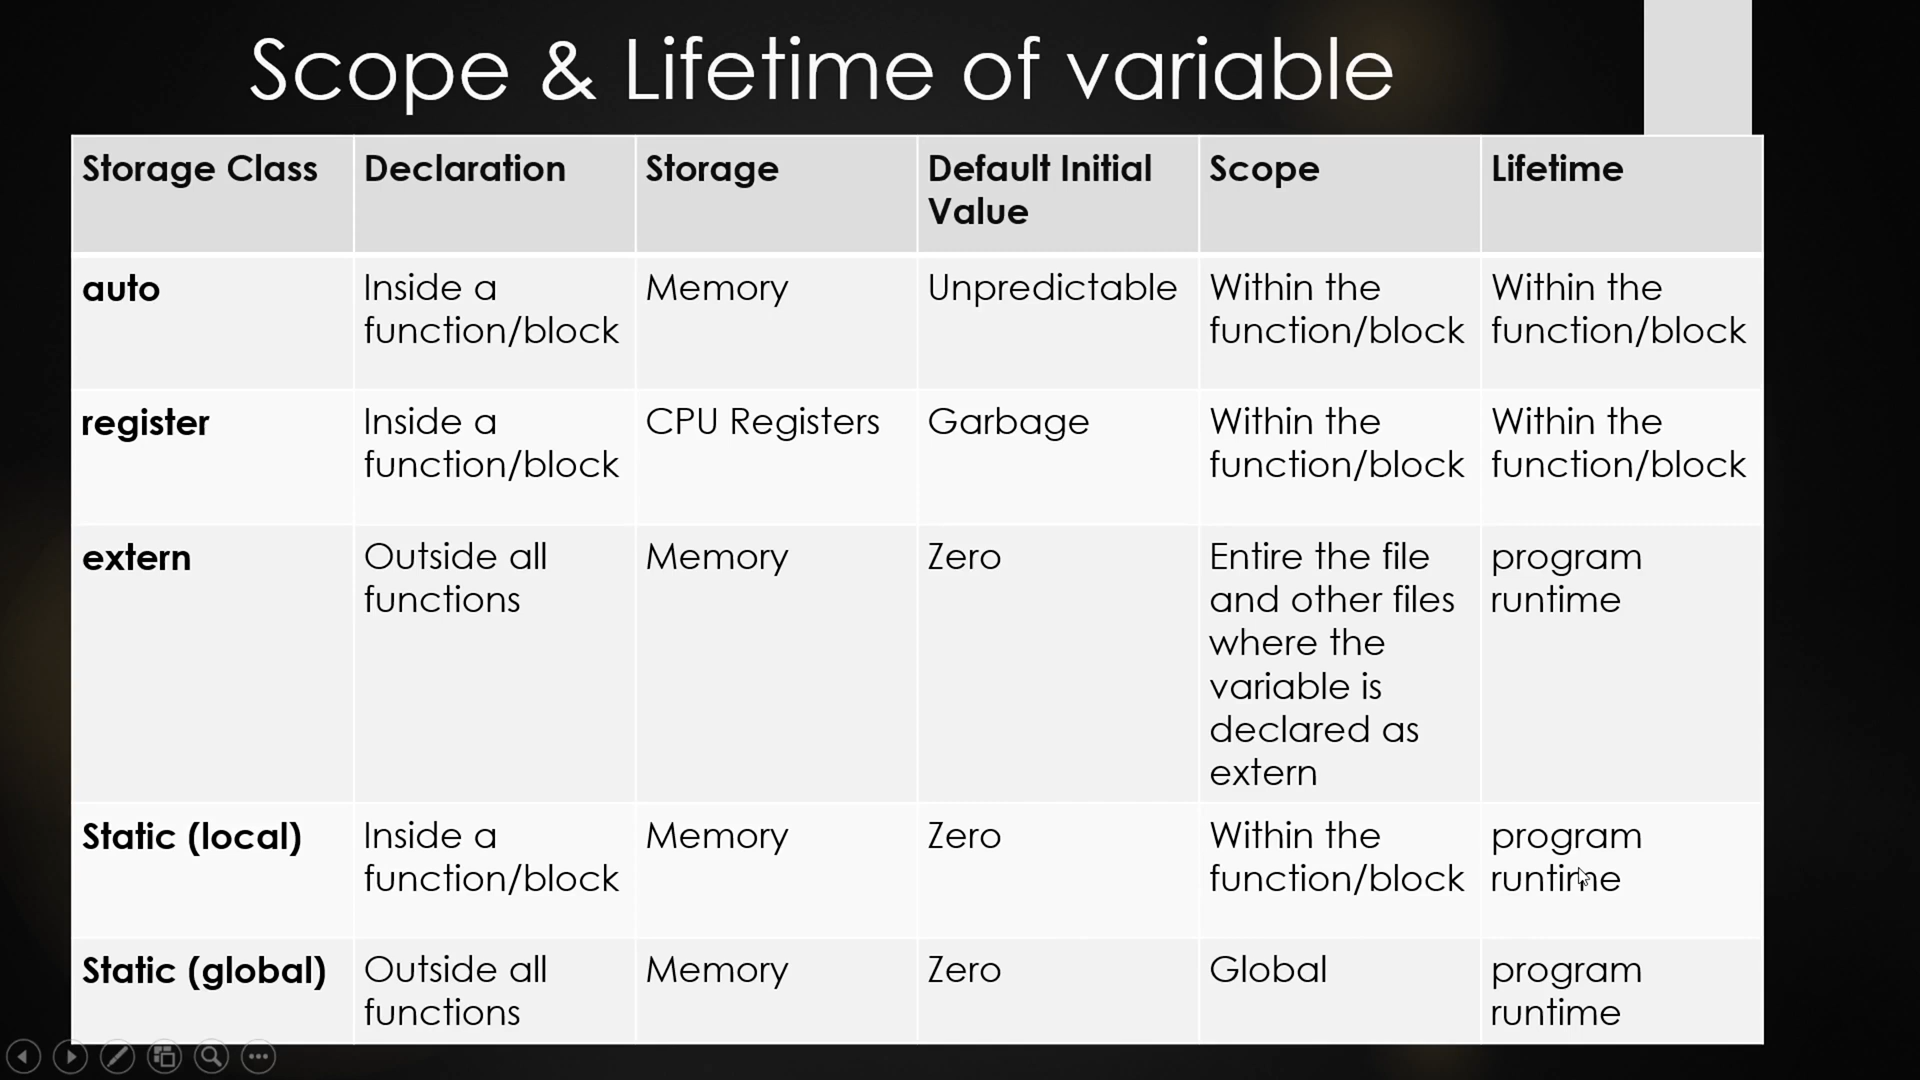 Scope & Lifetime of variable
Storage Class
Declaration
Storage
Default Initial
Value
Scope
Lifetime
auto
Inside a
function/block
Memory
Unpredictable
Within the
function/block
Within the
function/block
register
Inside a
function/block
CPU Registers
Garbage
Within the
function/block
Within the
function/block
extern
Outside all
functions
Memory
Zero
Entire the file
and other files
where the
variable is
declared as
extern
program
runtime
Static (local)
Inside a
function/block
Memory
Zero
Within the
function/block
program
runtime
Static (global)
Outside all
functions
Memory
Zero
Global
program
runtime